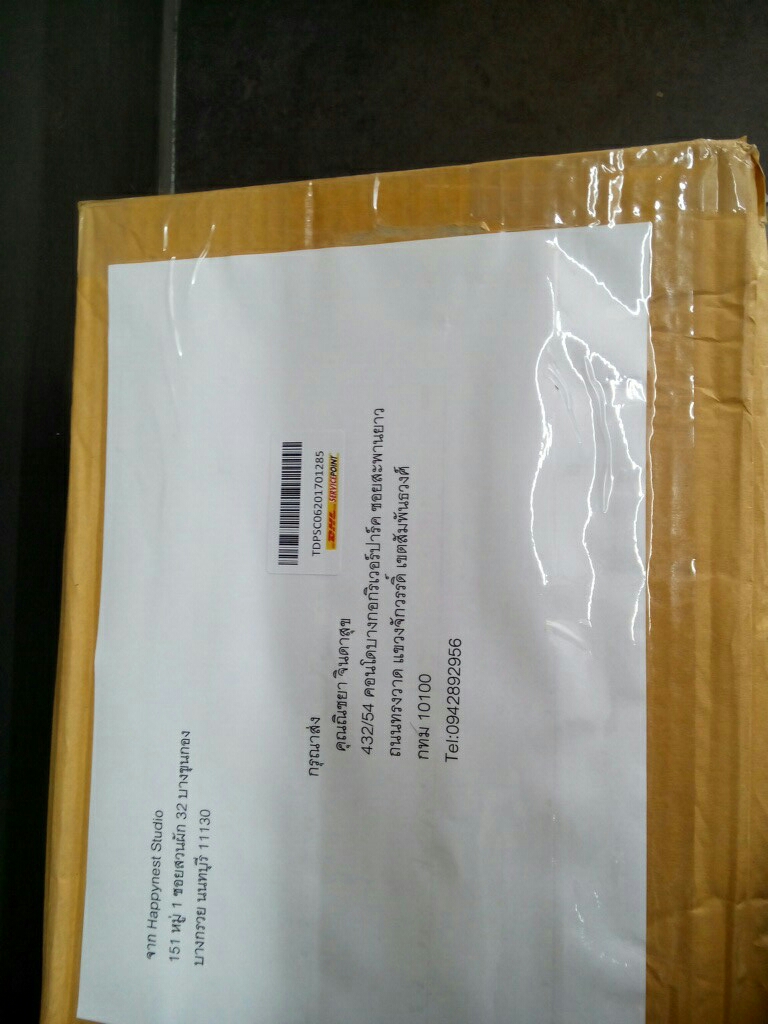 จาก Happynest Studio
151 หมู่ 1 ซอยสวนผัก 32 บางขุนกอง
บางกรวย นนทบุรี 11130
TDPSC06201701285
DHL SERVICEPOINT
กรุณาส่ง
คุณณิชยา จินดาสุข
432/54 คอนโดบางกอกริเวอร์ปาร์ค ซอยสะพานยาว
ถนนทรงวาด แขวงจักวรรดิ์ เขตสัมพันธวงศ์
กทม 10100
Tel:0942892956